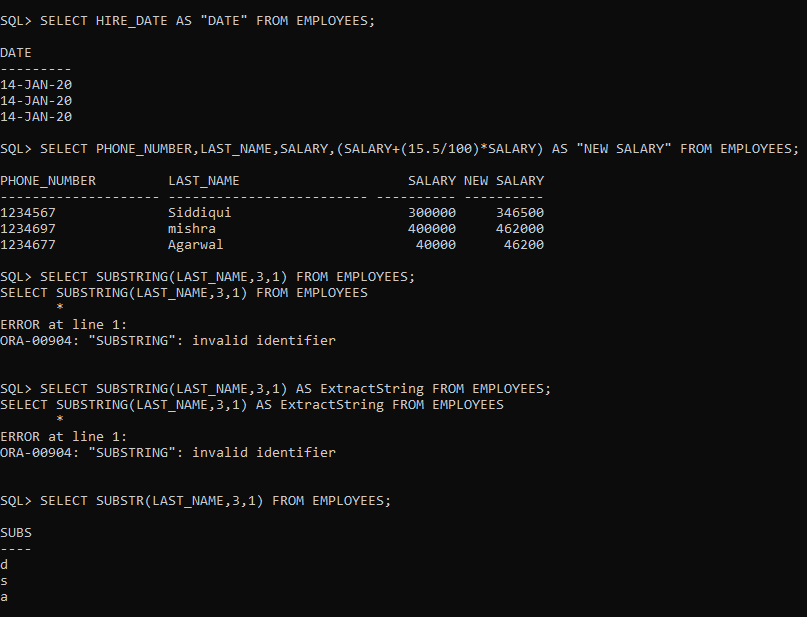 SQL> SELECT HIRE_DATE AS "DATE" FROM EMPLOYEES;
DATE
---------
14-JAN-20
14-JAN-20
14-JAN-20
SQL> SELECT PHONE_NUMBER,LAST_NAME,SALARY,(SALARY+(15.5/100)*SALARY) AS "NEW SALARY" FROM EMPLOYEES;
PHONE_NUMBER         LAST_NAME                     SALARY NEW SALARY
-------------------- ------------------------- ---------- ----------
1234567              Siddiqui                      300000     346500
1234697              mishra                        400000     462000
1234677              Agarwal                        40000      46200
SQL> SELECT SUBSTRING(LAST_NAME,3,1) FROM EMPLOYEES;
SELECT SUBSTRING(LAST_NAME,3,1) FROM EMPLOYEES
       *
ERROR at line 1:
ORA-00904: "SUBSTRING": invalid identifier
SQL> SELECT SUBSTRING(LAST_NAME,3,1) AS ExtractString FROM EMPLOYEES;
SELECT SUBSTRING(LAST_NAME,3,1) AS ExtractString FROM EMPLOYEES
       *
ERROR at line 1:
ORA-00904: "SUBSTRING": invalid identifier
SQL> SELECT SUBSTR(LAST_NAME,3,1) FROM EMPLOYEES;
SUBS
----
d
s
a